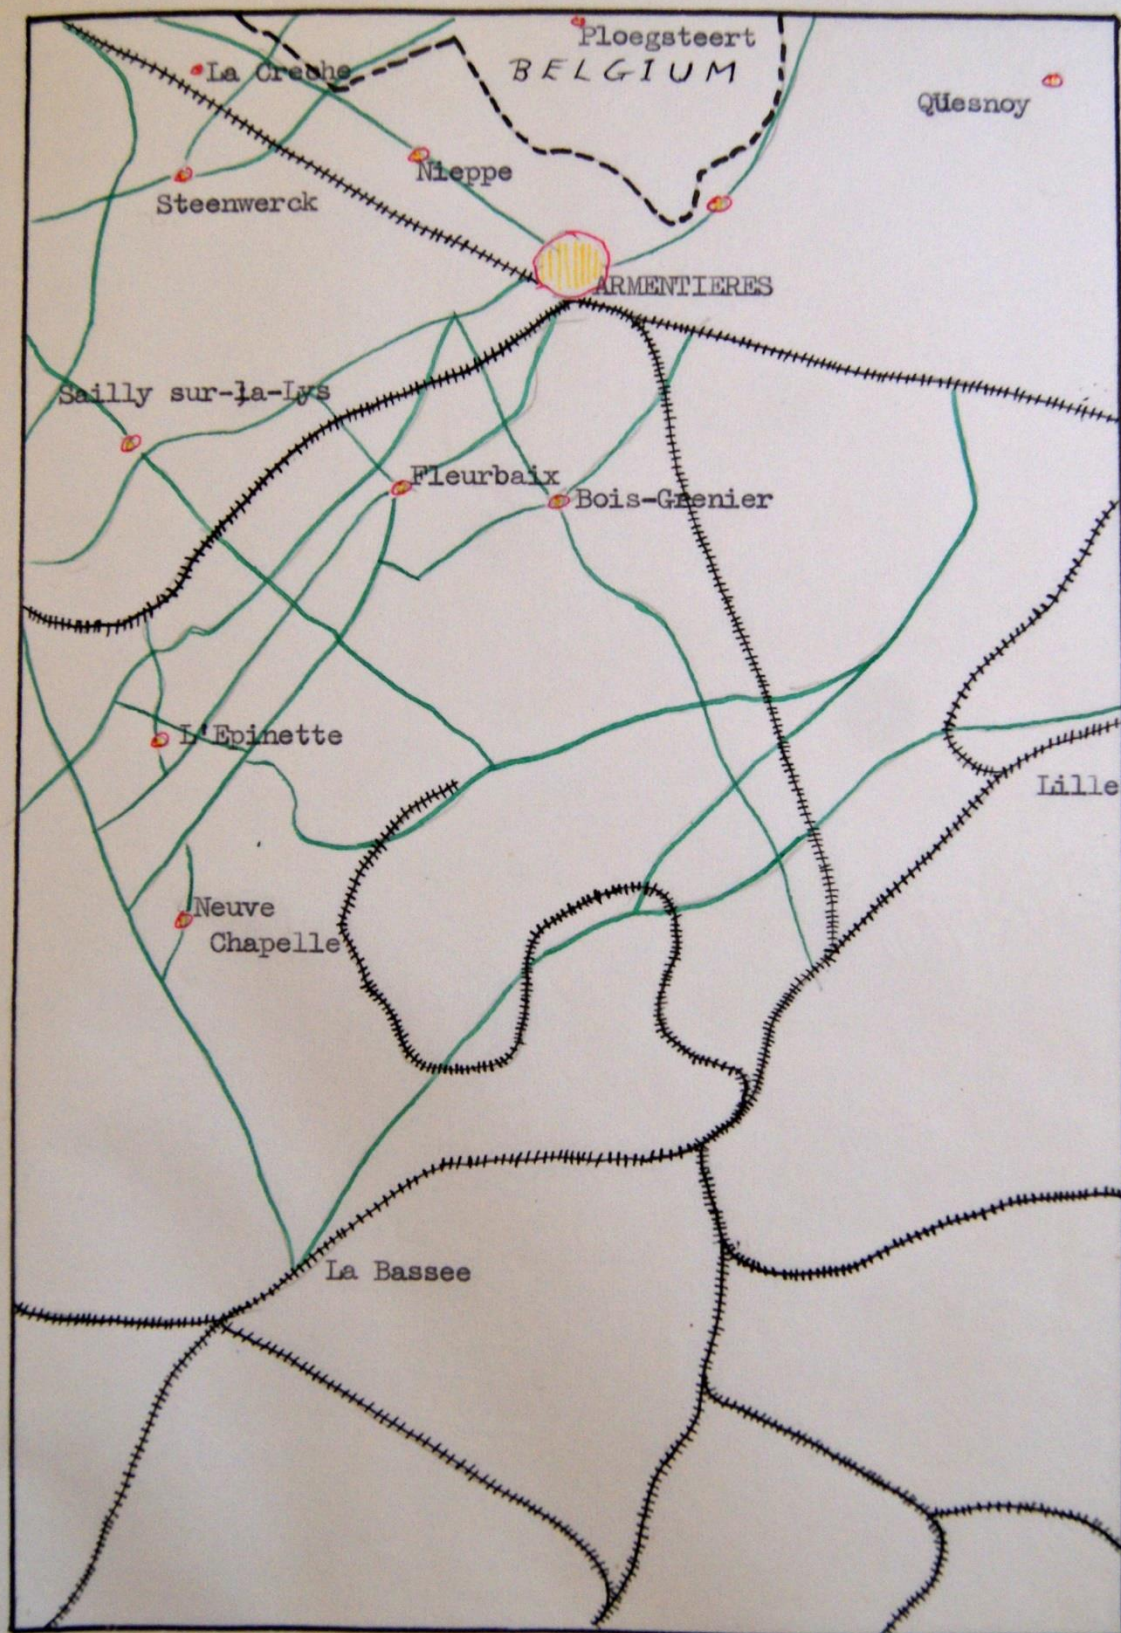 Ploegsteert
BELGIUM
La Creche
Quesnoy
Nieppe
Steenwerck
ARMENTIERES
Sailly sur-la-Lys
Fleurbaix
Bois-Grenier
L'Epinette
Lille
Neuve
Chapelle
La Bassee